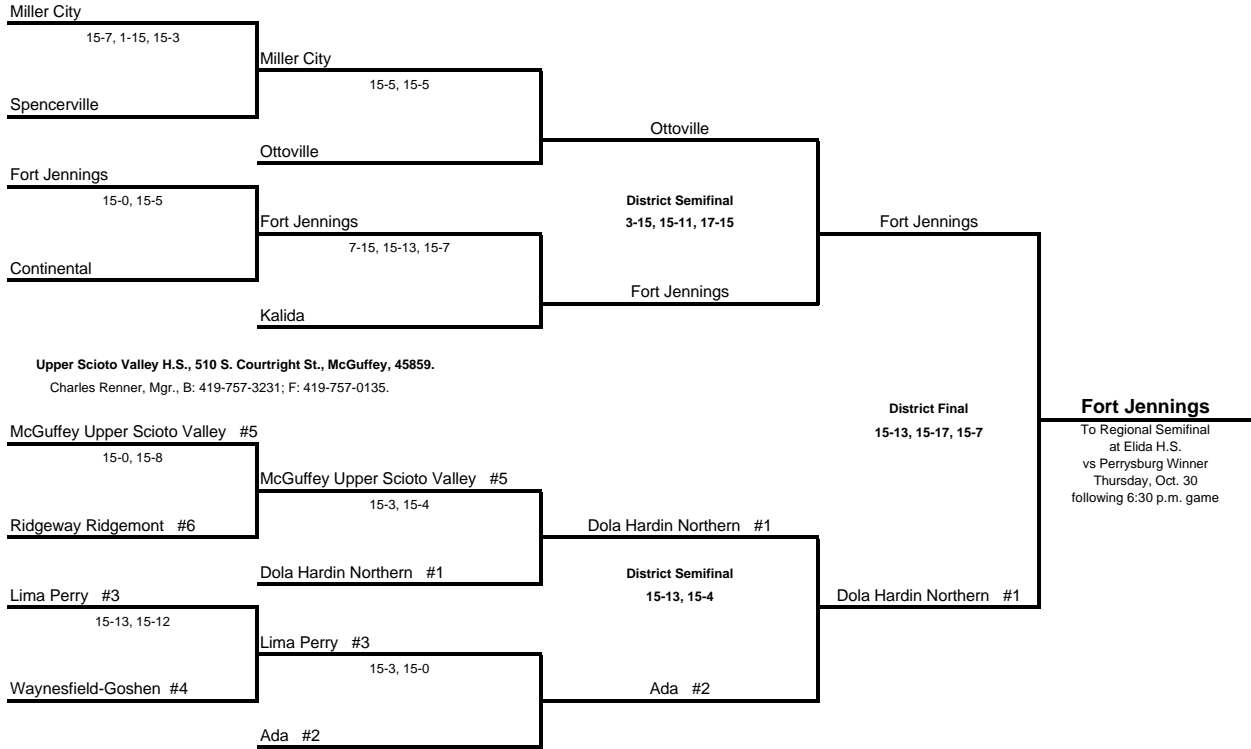 Miller City
15-7, 1-15, 15-3
Miller City
15-5, 15-5
Spencerville
Ottoville
Ottoville
Fort Jennings
15-0, 15-5
District Semifinal
3-15, 15-11, 17-15
Fort Jennings
Fort Jennings
7-15, 15-13, 15-7
Continental
Fort Jennings
Kalida
Upper Scioto Valley H.S., 510 S. Courtright St., McGuffey, 45859.
Charles Renner, Mgr., B: 419-757-3231; F: 419-757-0135.
District Final
15-13, 15-17, 15-7
Fort Jennings
To Regional Semifinal
at Elida H.S.
vs Perrysburg Winner
Thursday, Oct. 30
following 6:30 p.m. game
McGuffey Upper Scioto Valley #5
15-0, 15-8
McGuffey Upper Scioto Valley #5
15-3, 15-4
Ridgeway Ridgemont #6
Dola Hardin Northern #1
Dola Hardin Northern #1
District Semifinal
15-13, 15-4
Lima Perry #3
15-13, 15-12
Dola Hardin Northern #1
Lima Perry #3
15-3, 15-0
Waynesfield-Goshen #4
Ada #2
Ada #2